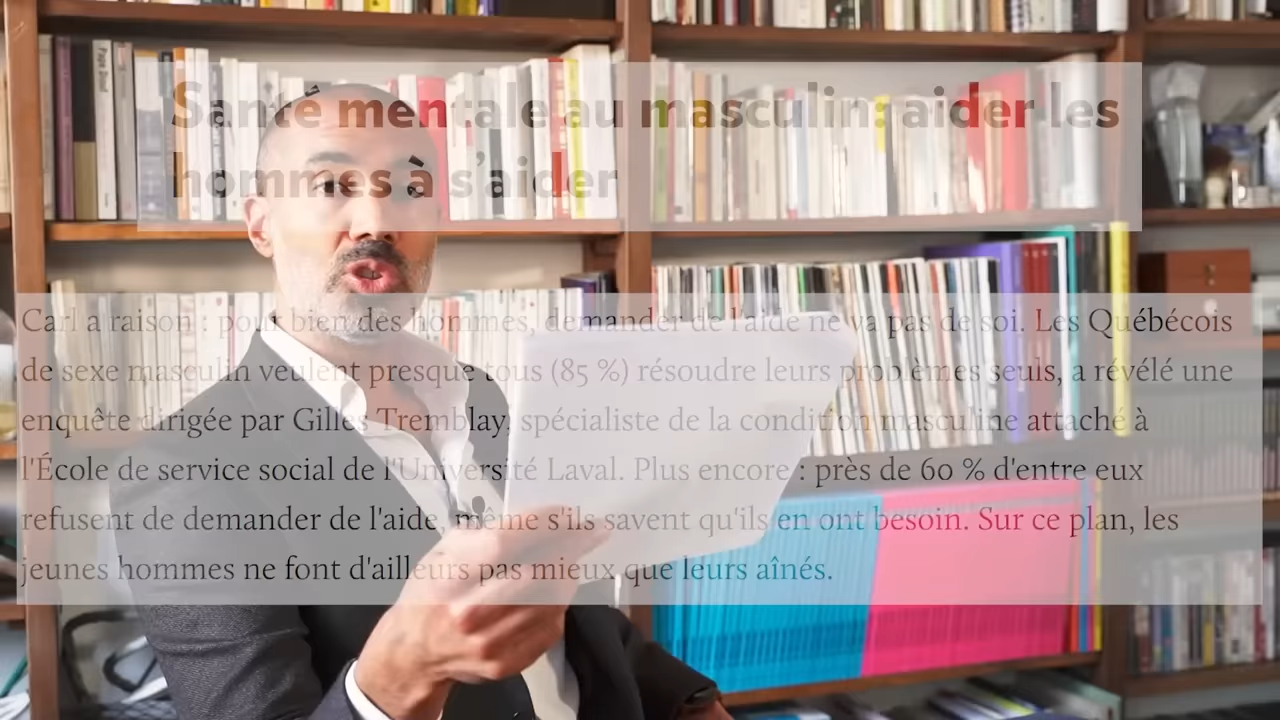 Santé mentale au masculin: aider les
hommes à s'aider
Carl a raison : pour bien des hommes, demander de l'aide ne va pas de soi. Les Québécois
de sexe masculin veulent presque tous (85 %) résoudre leurs problèmes seuls, a révélé une
enquête dirigée par Gilles Tremblay, spécialiste de la condition masculine attaché à
l'École de service social de l'Université Laval. Plus encore : près de 60 % d'entre eux
refusent de demander de l'aide, même s'ils savent qu'ils en ont besoin. Sur ce plan, les
jeunes hommes ne font d'ailleurs pas mieux que leurs aînés.